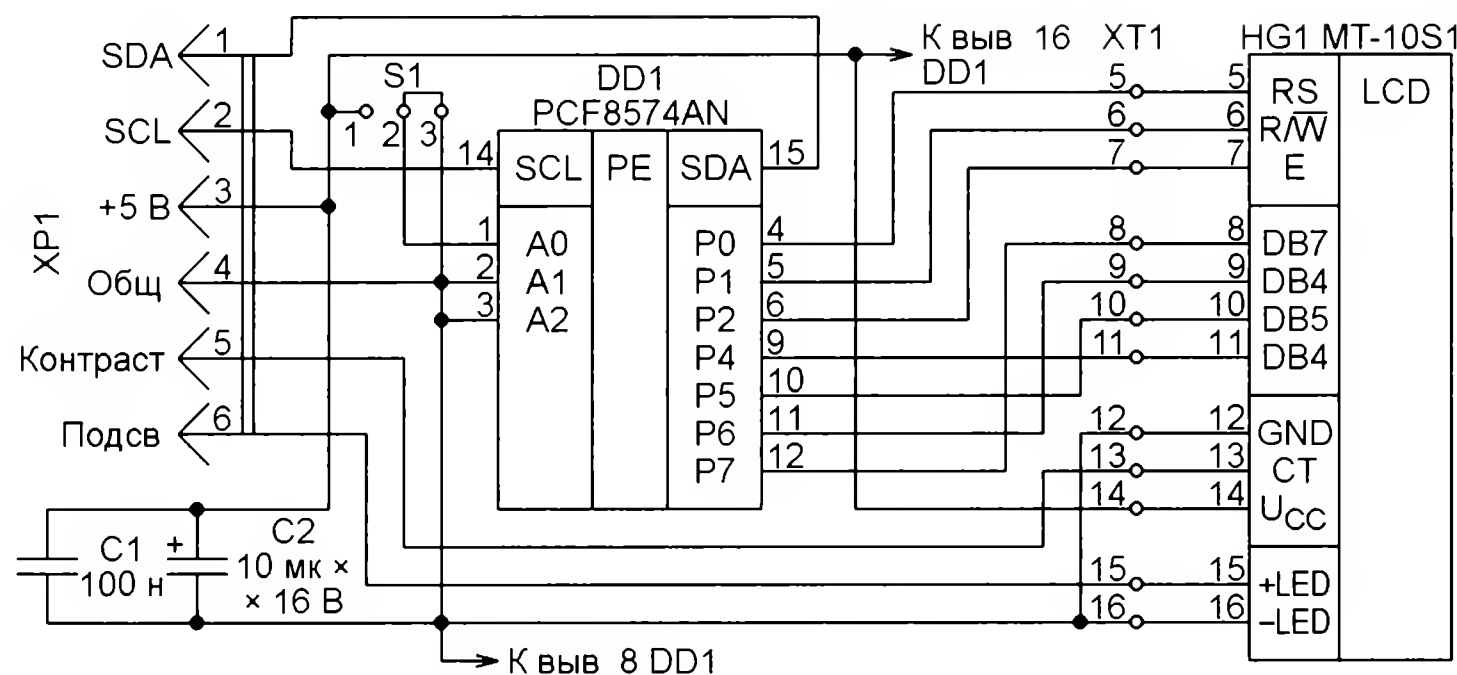 SDA 1
SCL 2
+5 В 3
Общ 4
Контраст 5
Подсв 6
XP1
S1
1 2 3
C1
100 н
+
C2
10 мк ×
× 16 В
DD1
PCF8574AN
14 SCL PE SDA 15
1 A0 P0 4
2 A1 P1 5
3 A2 P2 6
P4 9
P5 10
P6 11
P7 12
К выв 16
DD1
К выв 8 DD1
XT1
HG1 MT-10S1
LCD
5 5 RS
6 6 R/W
7 7 E
8 8 DB7
9 9 DB4
10 10 DB5
11 11 DB4
12 12 GND
13 13 CT
14 14 UCC
15 15 +LED
16 16 –LED